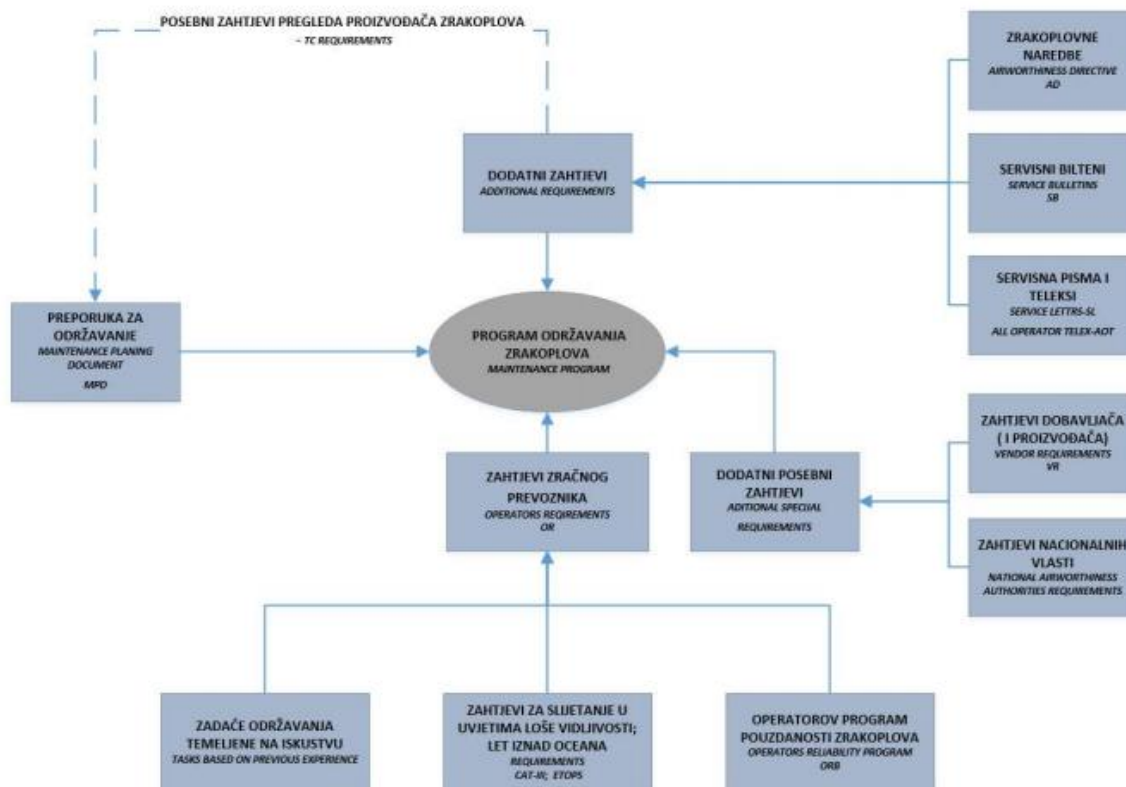 POSEBNI ZAHTJEVI PREGLEDA PROIZVOĐAČA ZRAKOPLOVA
– TC REQUIREMENTS
ZRAKOPLOVNE
NAREDBE
AIRWORTHINESS DIRECTIVE
AD
DODATNI ZAHTJEVI
ADDITIONAL REQUIREMENTS
SERVISNI BILTENI
SERVICE BULLETINS
SB
SERVISNA PISMA I
TELEKSI
SERVICE LETTRS-SL
ALL OPERATOR TELEX-AOT
PREPORUKA ZA
ODRŽAVANJE
MAINTENANCE PLANING
DOCUMENT
MPD
PROGRAM ODRŽAVANJA
ZRAKOPLOVA
MAINTENANCE PROGRAM
ZAHTJEVI DOBAVLJAČA
( I PROIZVOĐAČA)
VENDOR REQUIREMENTS
VR
ZAHTJEVI ZRAČNOG
PREVOZNIKA
OPERATORS REQIREMENTS
OR
DODATNI POSEBNI
ZAHTJEVI
ADITIONAL SPECIJAL
REQUIREMENTS
ZAHTJEVI NACIONALNIH
VLASTI
NATIONAL AIRWORTHINESS
AUTHORITIES REQUIREMENTS
ZADAĆE ODRŽAVANJA
TEMELJENE NA ISKUSTVU
TASKS BASED ON PREVIOUS EXPERIENCE
ZAHTJEVI ZA SLIJETANJE U
UVJETIMA LOŠE VIDLJIVOSTI;
LET IZNAD OCEANA
REQUIREMENTS
CAT-III; ETOPS
OPERATOROV PROGRAM
POUZDANOSTI ZRAKOPLOVA
OPERATORS RELIABILITY PROGRAM
ORB